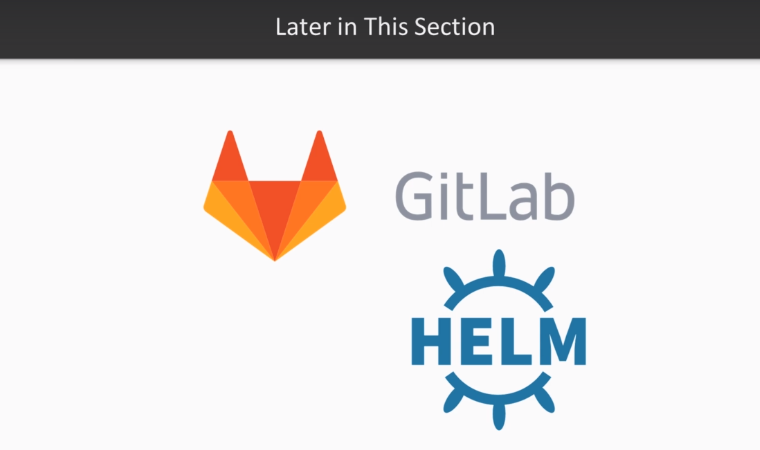 Later in This Section
GitLab
HELM